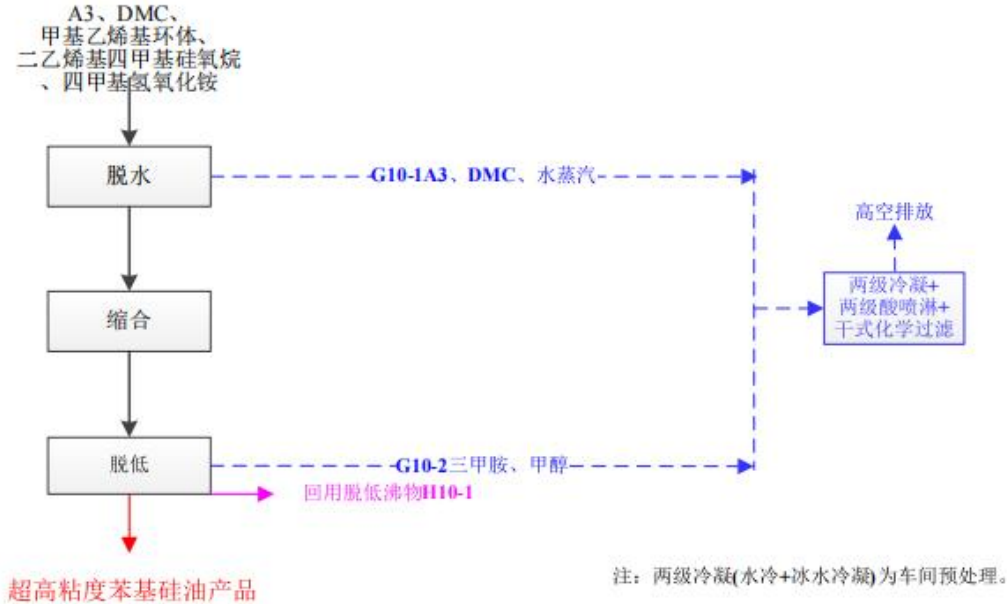 A3、DMC、
甲基乙烯基环体、
二乙烯基四甲基硅氧烷
、四甲基氢氧化铵
脱水
G10-1A3、DMC、水蒸汽
高空排放
两级冷凝+
两级酸喷淋+
干式化学过滤
缩合
脱低
G10-2三甲胺、甲醇
回用脱低沸物H10-1
超高粘度苯基硅油产品
注：两级冷凝(水冷+冰水冷凝)为车间预处理。